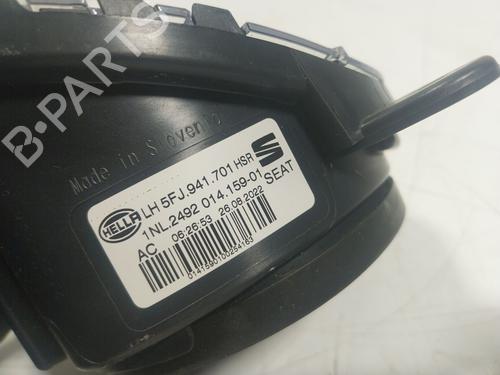 B-PARTS
Made in Slovenia
HELLA
LH 5FJ.941.701 HSR
1NL.2492 014.159-01
AC 06:26:53 26.08.2022
SEAT
0141590100254163